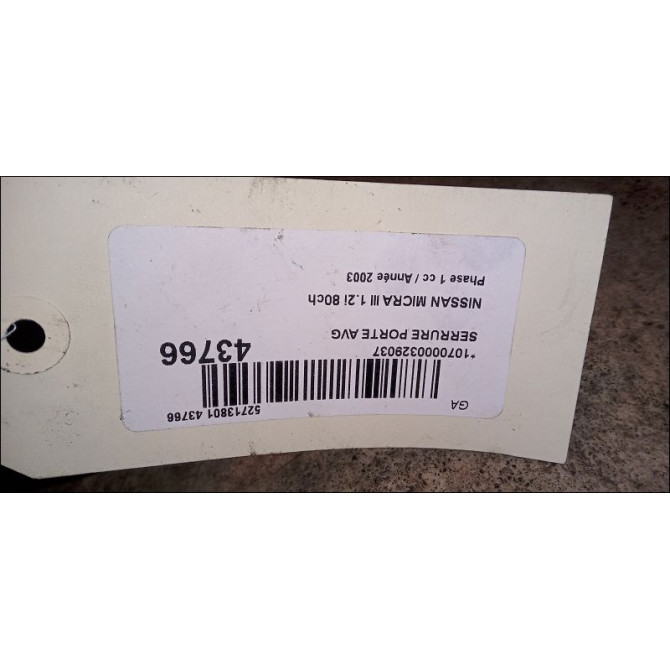 GA
52713801 43766
*1070000329037
43766
SERRURE PORTE AVG
NISSAN MICRA III 1.2i 80ch
Phase 1 cc / Année 2003